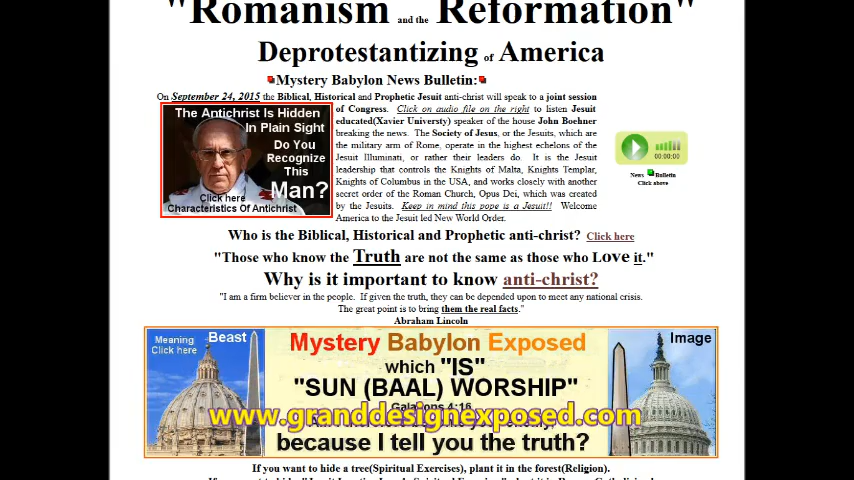 "Romanism and the Reformation"
Deprotestantizing of America
Mystery Babylon News Bulletin:
On September 24, 2015 the Biblical, Historical and Prophetic Jesuit anti-christ will speak to a joint session
of Congress. Click on audio file on the right to listen Jesuit
educated(Xavier Universty) speaker of the house John Boehner
breaking the news. The Society of Jesus, or the Jesuits, which are
the military arm of Rome, operate in the highest echelons of the
Jesuit Illuminati, or rather their leaders do. It is the Jesuit
leadership that controls the Knights of Malta, Knights Templar,
Knights of Columbus in the USA, and works closely with another
secret order of the Roman Church, Opus Dei, which was created
by the Jesuits. Keep in mind this pope is a Jesuit!! Welcome
America to the Jesuit led New World Order.
The Antichrist Is Hidden
In Plain Sight
Do You
Recognize
This
Man?
Click here
Characteristics Of Antichrist
00:00:00
News Bulletin
Click above
Who is the Biblical, Historical and Prophetic anti-christ? Click here
"Those who know the Truth are not the same as those who Love it."
Why is it important to know anti-christ?
"I am a firm believer in the people. If given the truth, they can be depended upon to meet any national crisis.
The great point is to bring them the real facts."
Abraham Lincoln
Meaning
Click here
Beast
Mystery Babylon Exposed
which "IS"
"SUN (BAAL) WORSHIP"
Galations 4:16
www.granddesignexposed.com
because I tell you the truth?
Image
If you want to hide a tree(Spiritual Exercises), plant it in the forest(Religion).